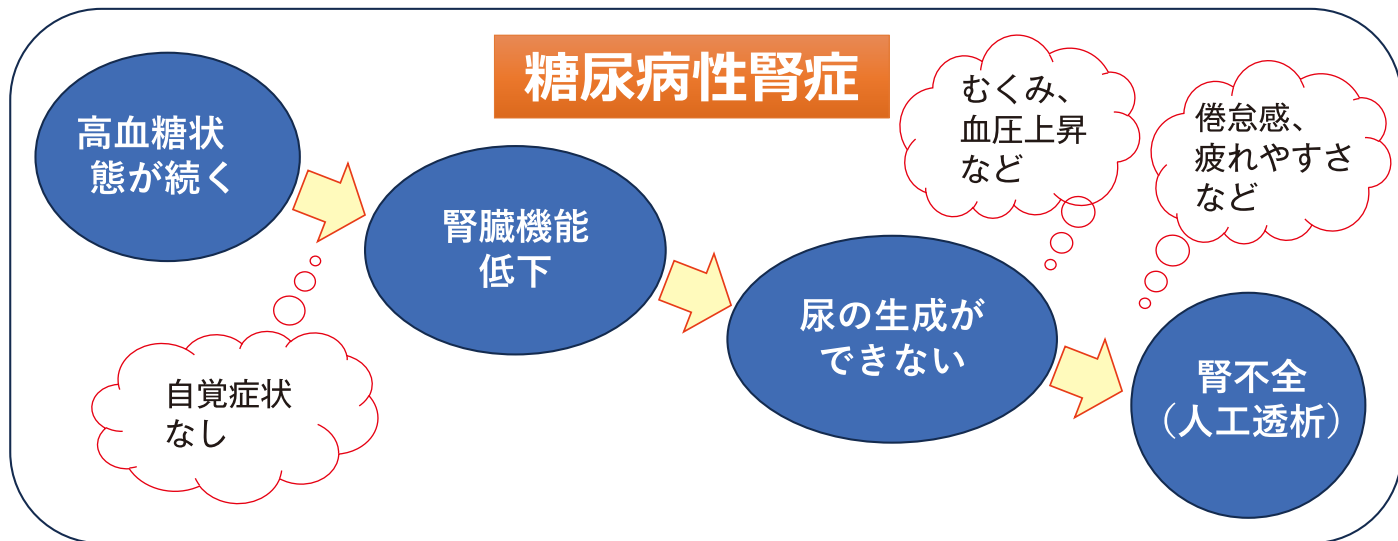 糖尿病性腎症
高血糖状
態が続く
自覚症状
なし
腎臓機能
低下
尿の生成が
できない
むくみ、
血圧上昇
など
倦怠感、
疲れやすさ
など
腎不全
（人工透析）